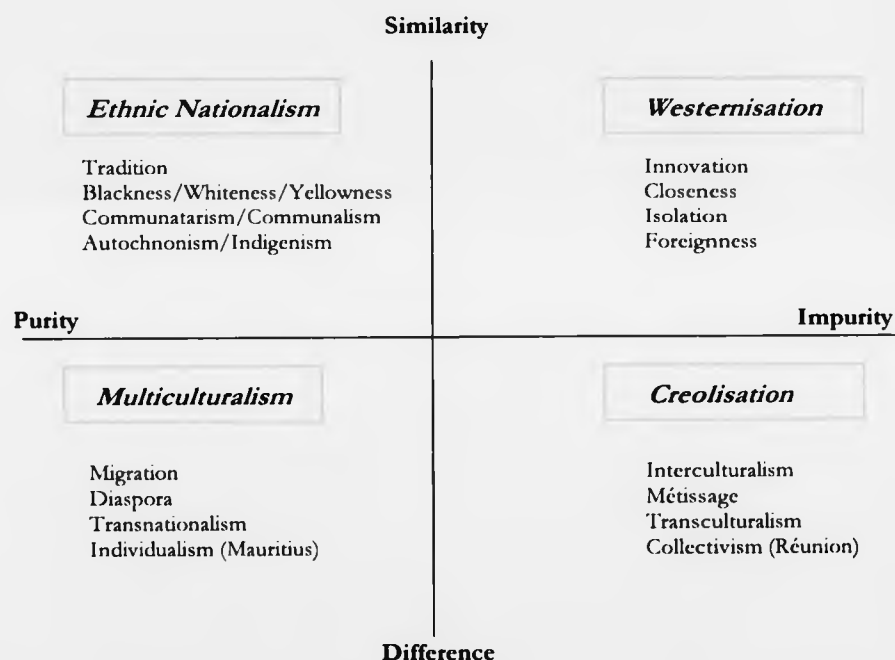 Similarity
Ethnic Nationalism
Tradition
Blackness/Whiteness/Yellowness
Communatarism/Communalism
Autochnonism/Indigenism
Westernisation
Innovation
Closeness
Isolation
Foreignness
Purity
Impurity
Multiculturalism
Migration
Diaspora
Transnationalism
Individualism (Mauritius)
Creolisation
Interculturalism
Métissage
Transculturalism
Collectivism (Réunion)
Difference